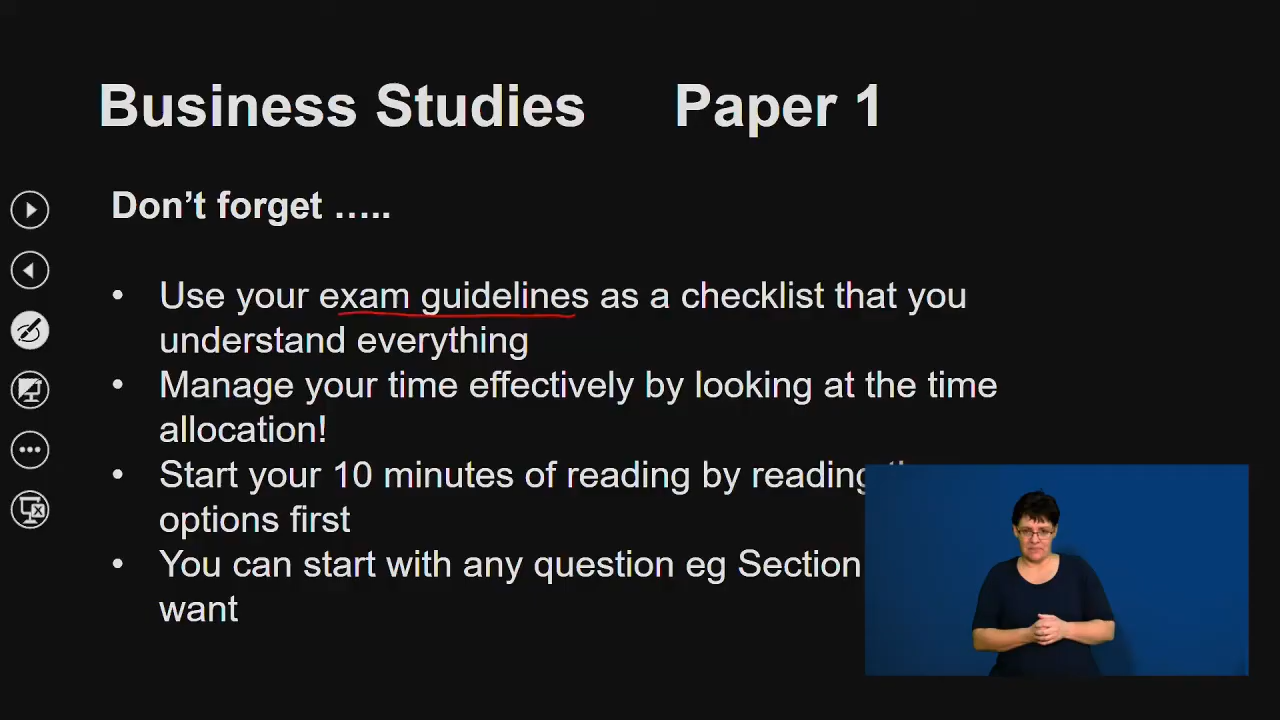 Business Studies Paper 1
Don't forget …..
• Use your exam guidelines as a checklist that you
understand everything
• Manage your time effectively by looking at the time
allocation!
• Start your 10 minutes of reading by reading
options first
• You can start with any question eg Section
want